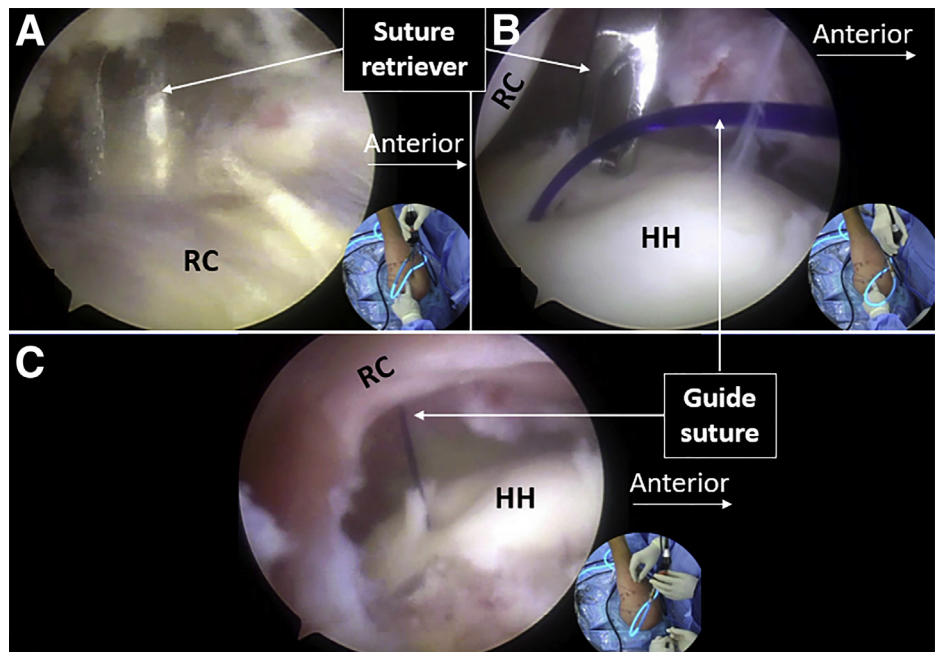 A
Suture
retriever
B
Anterior
RC
Anterior
RC
HH
C
RC
Guide
suture
HH
Anterior